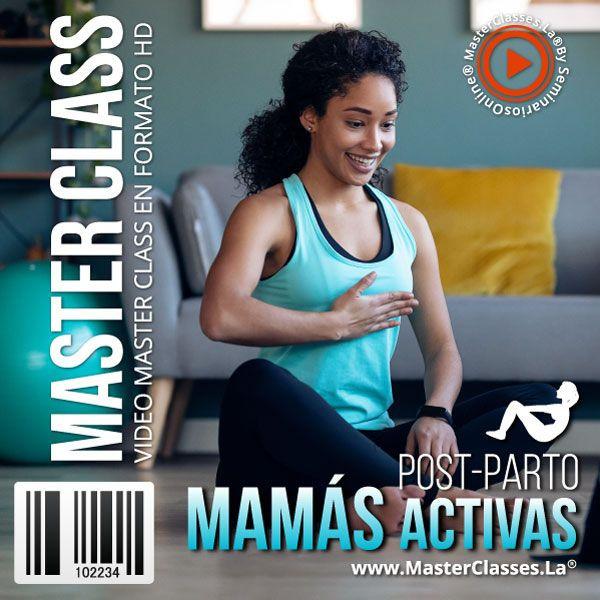 MASTER CLASS
VIDEO MASTER CLASS EN FORMATO HD
MasterClasses.La® By SeminariosOnline®
POST-PARTO
MAMÁS ACTIVAS
www.MasterClasses.La®
102234